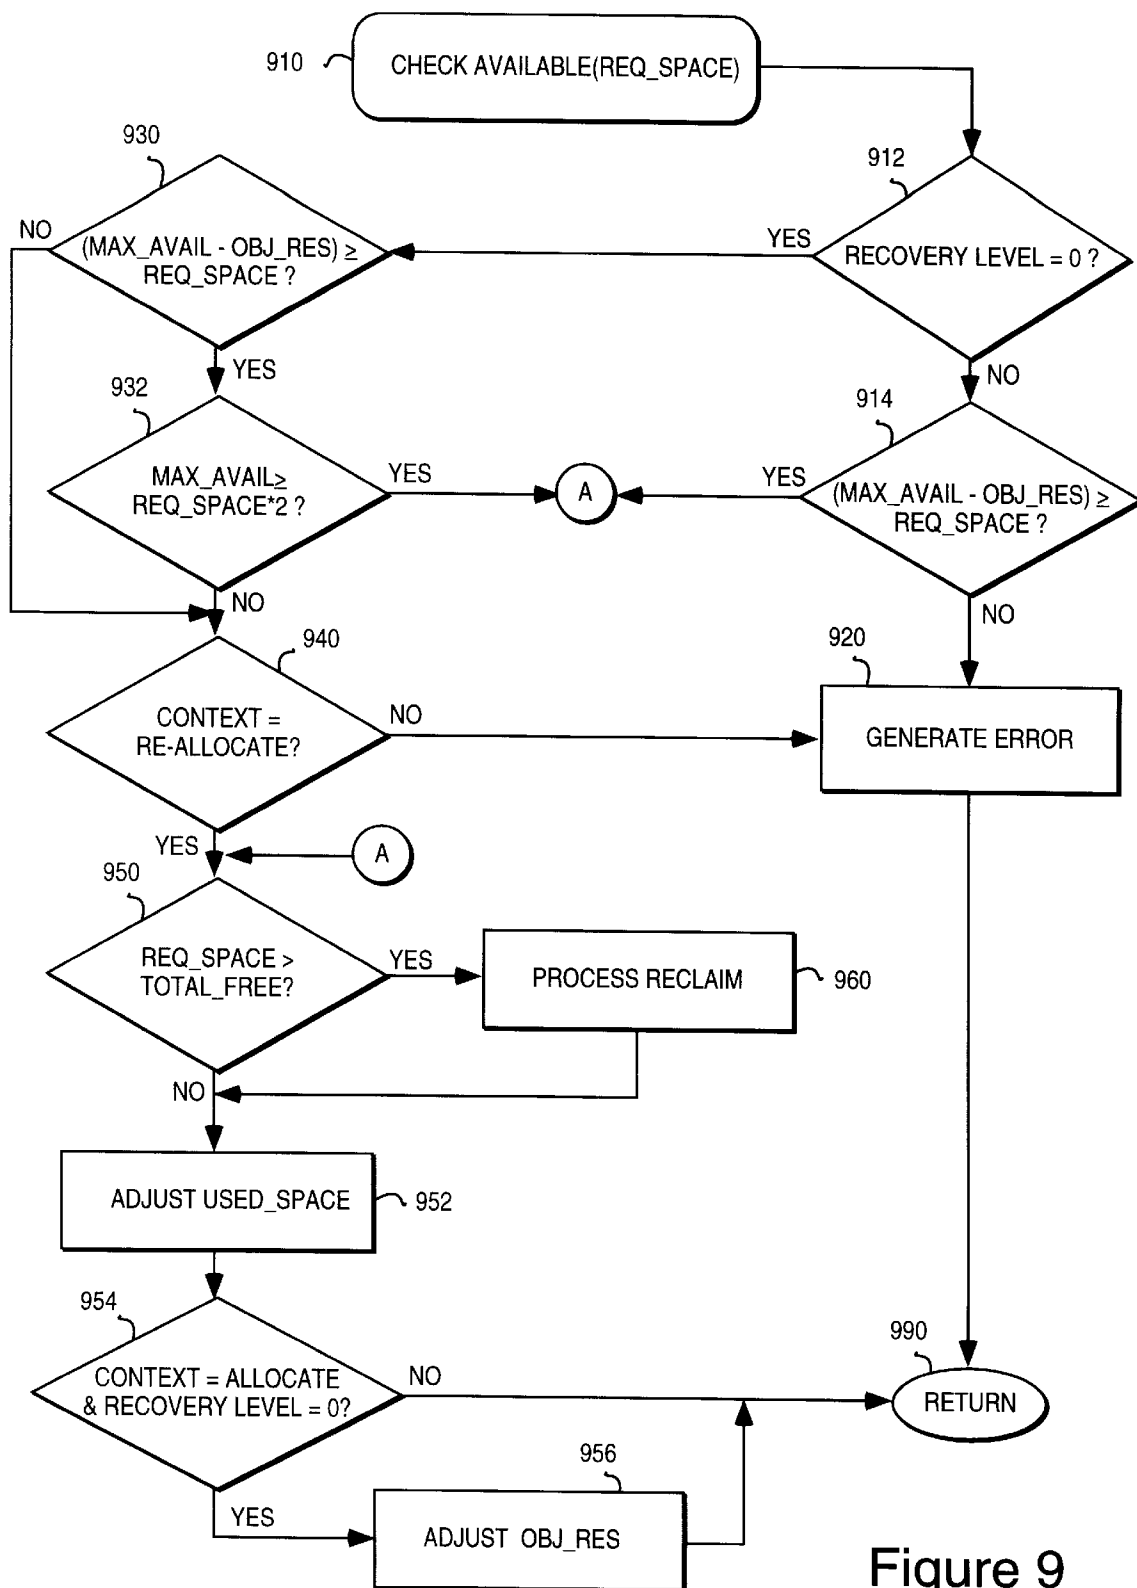 910
CHECK AVAILABLE(REQ_SPACE)
930
912
NO
(MAX_AVAIL - OBJ_RES) ≥
REQ_SPACE ?
YES
RECOVERY LEVEL = 0 ?
YES
NO
932
914
MAX_AVAIL≥
REQ_SPACE*2 ?
YES
A
YES
(MAX_AVAIL - OBJ_RES) ≥
REQ_SPACE ?
NO
NO
940
920
CONTEXT =
RE-ALLOCATE?
NO
GENERATE ERROR
YES
A
950
REQ_SPACE >
TOTAL_FREE?
YES
PROCESS RECLAIM
960
NO
ADJUST USED_SPACE
952
954
990
CONTEXT = ALLOCATE
& RECOVERY LEVEL = 0?
NO
RETURN
956
YES
ADJUST OBJ_RES
Figure 9